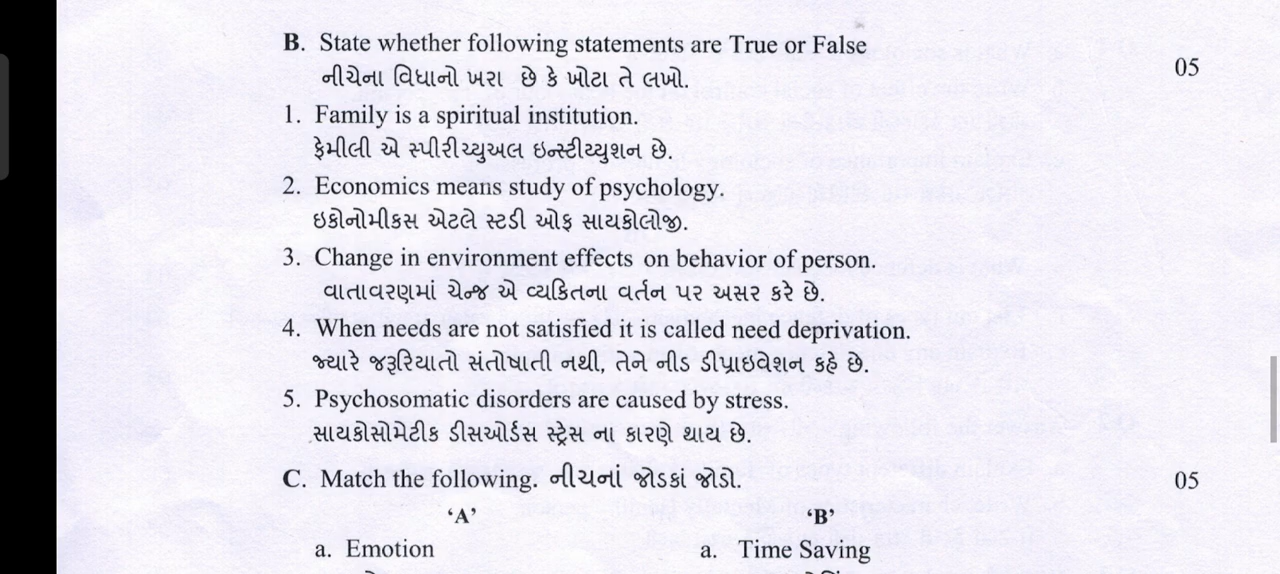 B. State whether following statements are True or False
05
નીચેના વિધાનો ખરા છે કે ખોટા તે લખો.
1. Family is a spiritual institution.
ફેમીલી એ સ્પીરીચ્યુઅલ ઇન્સ્ટીટ્યુશન છે.
2. Economics means study of psychology.
ઇકોનોમીકસ એટલે સ્ટડી ઓફ સાયકોલોજી.
3. Change in environment effects on behavior of person.
વાતાવરણમાં ચેન્જ એ વ્યકિતના વર્તન પર અસર કરે છે.
4. When needs are not satisfied it is called need deprivation.
જ્યારે જરૂરિયાતો સંતોષાતી નથી, તેને નીડ ડીપ્રાઇવેશન કહે છે.
5. Psychosomatic disorders are caused by stress.
સાયકોસોમેટીક ડીસઓર્ડસ સ્ટ્રેસ ના કારણે થાય છે.
C. Match the following. નીચનાં જોડકાં જોડો.
05
‘A’ ‘B’
a. Emotion a. Time Saving